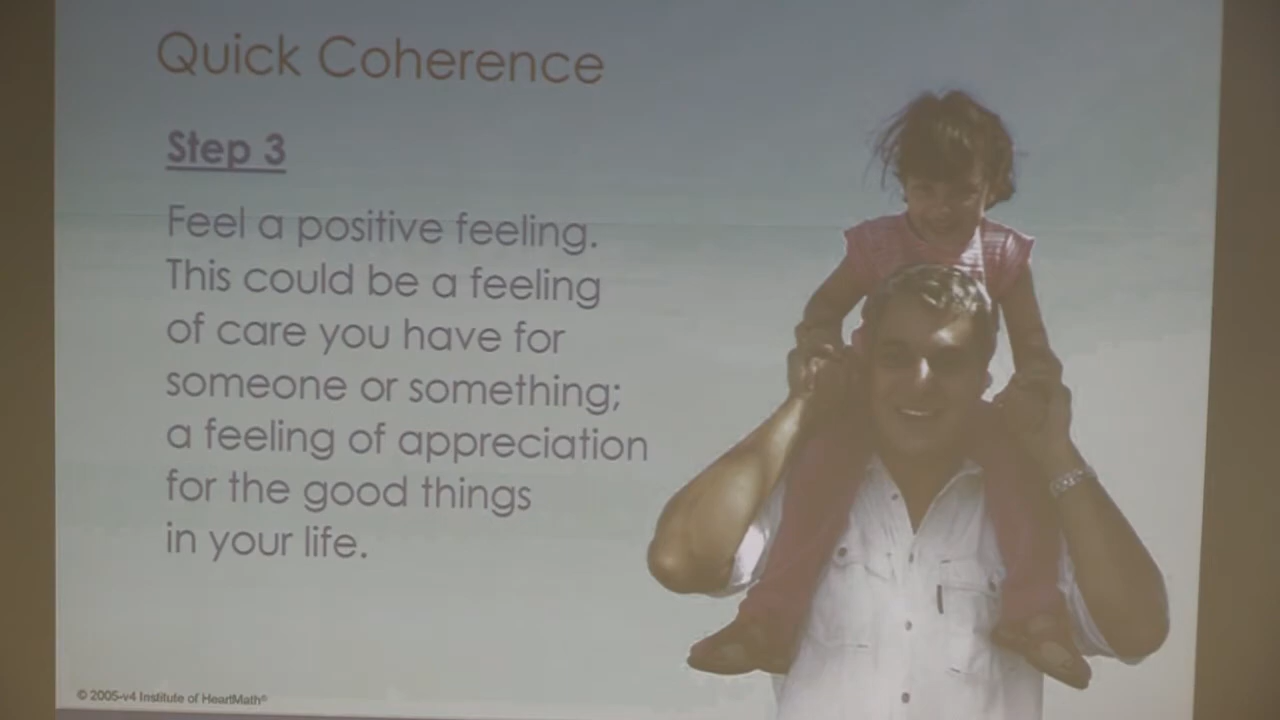 Quick Coherence
Step 3
Feel a positive feeling.
This could be a feeling
of care you have for
someone or something;
a feeling of appreciation
for the good things
in your life.
© 2005-v4 Institute of HeartMath®